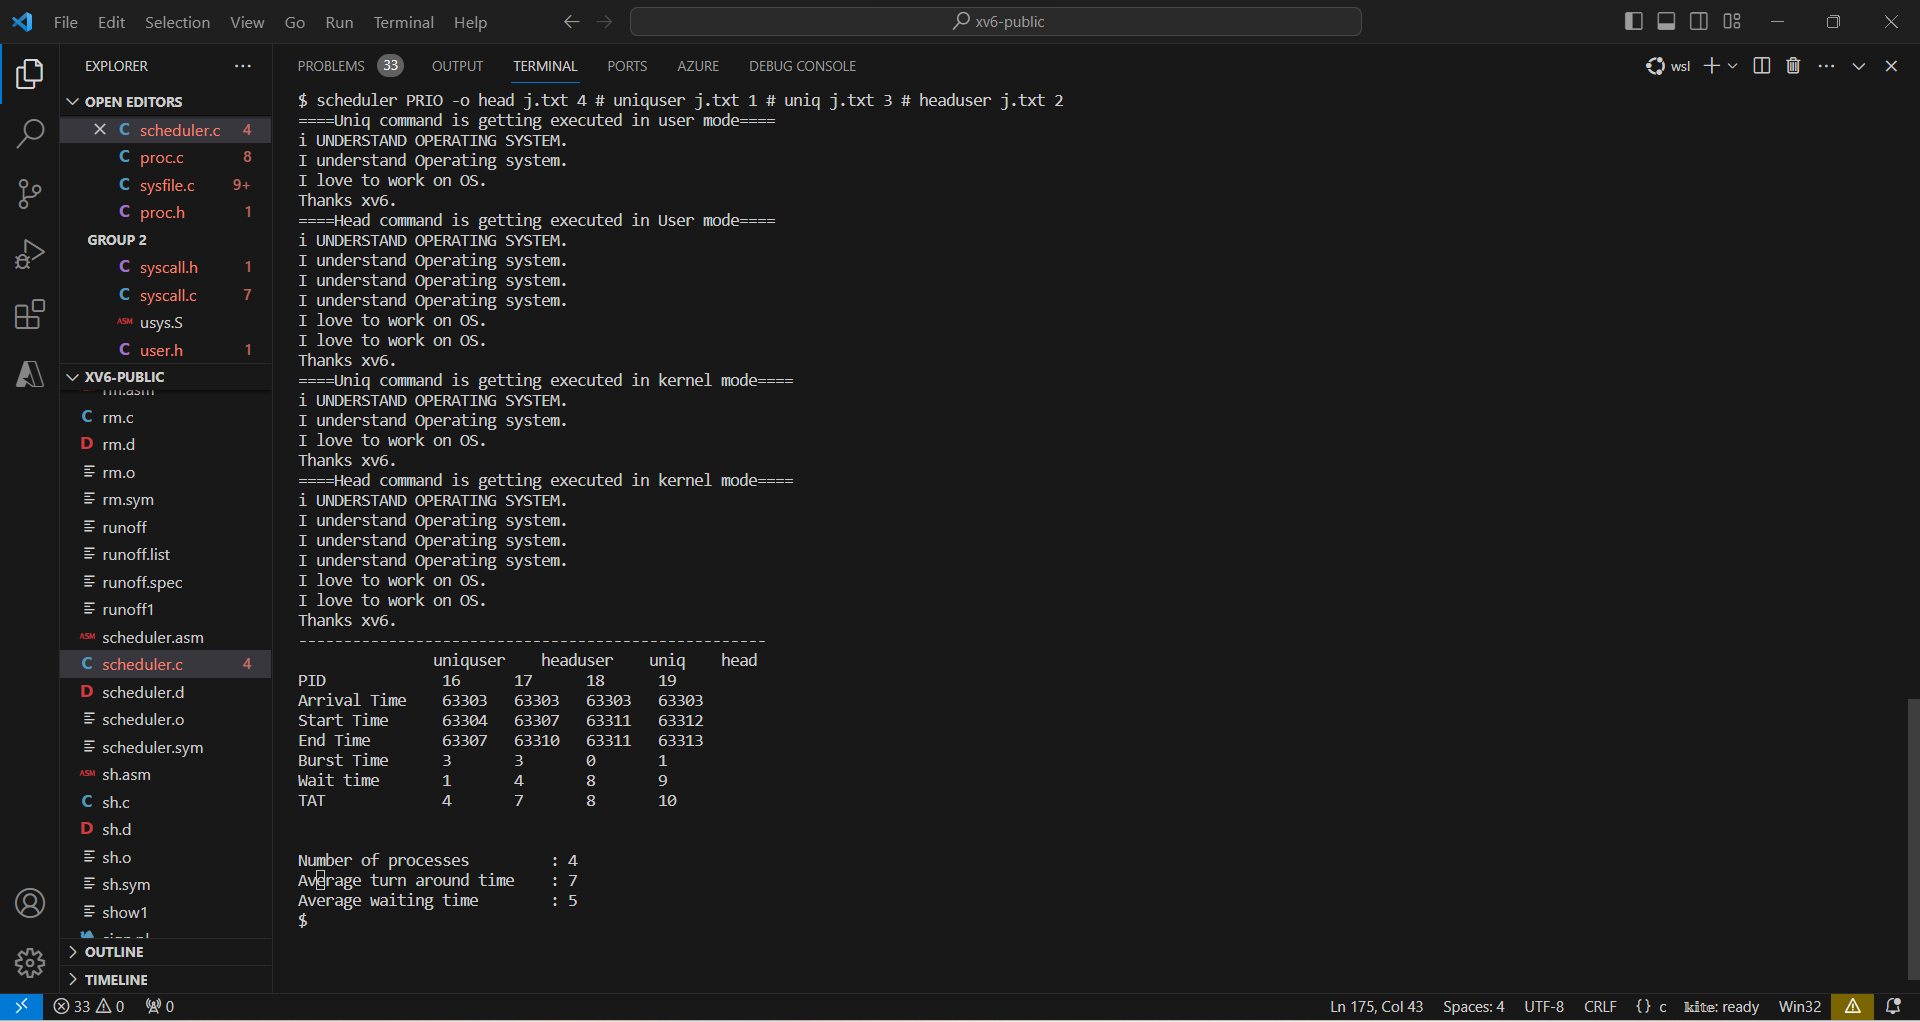 File Edit Selection View Go Run Terminal Help xv6-public
EXPLORER
OPEN EDITORS
scheduler.c 4
proc.c 8
sysfile.c 9+
proc.h 1
GROUP 2
syscall.h 1
syscall.c 7
ASM usys.S
user.h 1
XV6-PUBLIC
rm.asm
C rm.c
D rm.d
rm.o
rm.sym
runoff
runoff.list
runoff.spec
runoff1
ASM scheduler.asm
C scheduler.c 4
D scheduler.d
scheduler.o
scheduler.sym
ASM sh.asm
C sh.c
D sh.d
sh.o
sh.sym
show1
sign.pl
OUTLINE
TIMELINE
PROBLEMS 33 OUTPUT TERMINAL PORTS AZURE DEBUG CONSOLE wsl
$ scheduler PRIO -o head j.txt 4 # uniquser j.txt 1 # uniq j.txt 3 # headuser j.txt 2
====Uniq command is getting executed in user mode====
i UNDERSTAND OPERATING SYSTEM.
I understand Operating system.
I love to work on OS.
Thanks xv6.
====Head command is getting executed in User mode====
i UNDERSTAND OPERATING SYSTEM.
I understand Operating system.
I understand Operating system.
I understand Operating system.
I love to work on OS.
I love to work on OS.
Thanks xv6.
====Uniq command is getting executed in kernel mode====
i UNDERSTAND OPERATING SYSTEM.
I understand Operating system.
I love to work on OS.
Thanks xv6.
====Head command is getting executed in kernel mode====
i UNDERSTAND OPERATING SYSTEM.
I understand Operating system.
I understand Operating system.
I understand Operating system.
I love to work on OS.
I love to work on OS.
Thanks xv6.
----------------------------------------------------
uniquser headuser uniq head
PID 16 17 18 19
Arrival Time 63303 63303 63303 63303
Start Time 63304 63307 63311 63312
End Time 63307 63310 63311 63313
Burst Time 3 3 0 1
Wait time 1 4 8 9
TAT 4 7 8 10
Number of processes : 4
Average turn around time : 7
Average waiting time : 5
$
33 0 0 Ln 175, Col 43 Spaces: 4 UTF-8 CRLF {} c kite: ready Win32